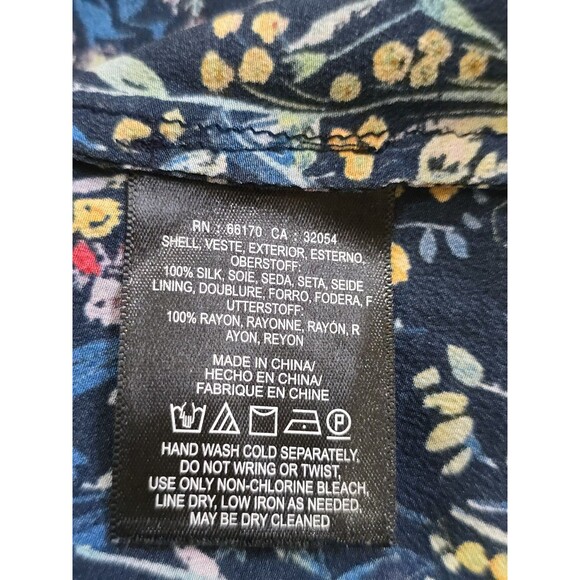 RN : 66170 CA : 32054
SHELL, VESTE, EXTERIOR, ESTERNO,
OBERSTOFF:
100% SILK, SOIE, SEDA, SETA, SEIDE
LINING, DOUBLURE, FORRO, FODERA, F
UTTERSTOFF:
100% RAYON, RAYONNE, RAYÓN, R
AYON, REYON
MADE IN CHINA/
HECHO EN CHINA/
FABRIQUE EN CHINE
P
HAND WASH COLD SEPARATELY,
DO NOT WRING OR TWIST,
USE ONLY NON-CHLORINE BLEACH,
LINE DRY, LOW IRON AS NEEDED,
MAY BE DRY CLEANED